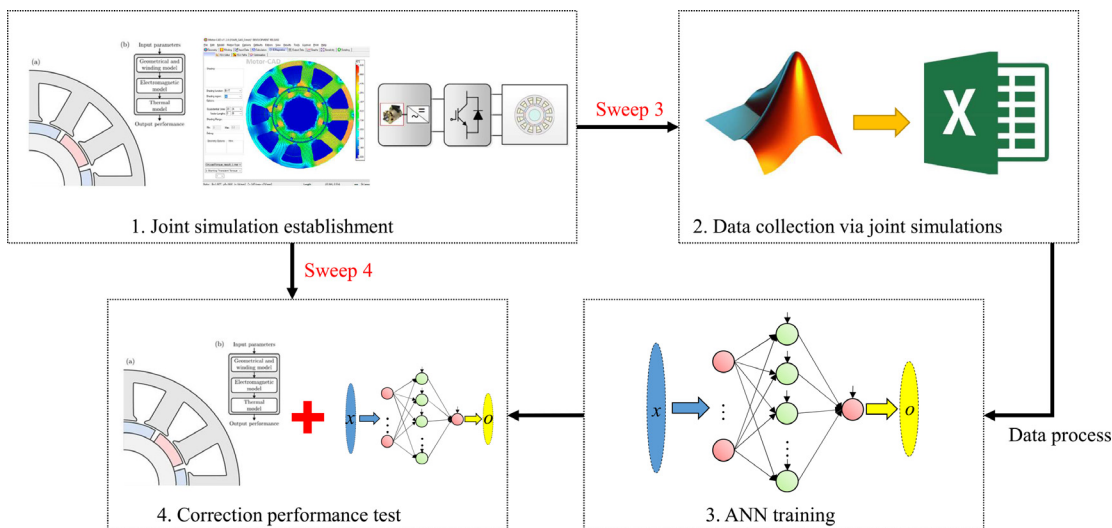 (b)
Input parameters
Geometrical and
winding model
Electromagnetic
model
Thermal
model
Output performance
(a)
Motor-CAD
Sweep 3
X
1. Joint simulation establishment
2. Data collection via joint simulations
Sweep 4
(b)
Input parameters
(a)
Geometrical and
winding model
Electromagnetic
model
Thermal
model
Output performance
x
o
4. Correction performance test
x
o
3. ANN training
Data process